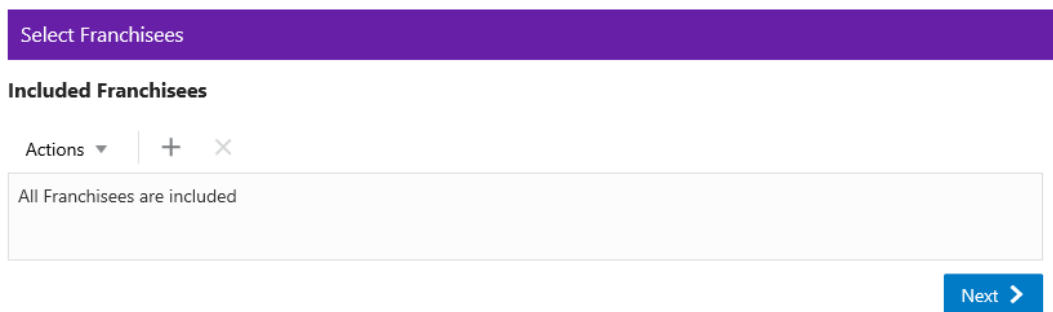 Select Franchisees
Included Franchisees
Actions
All Franchisees are included
Next